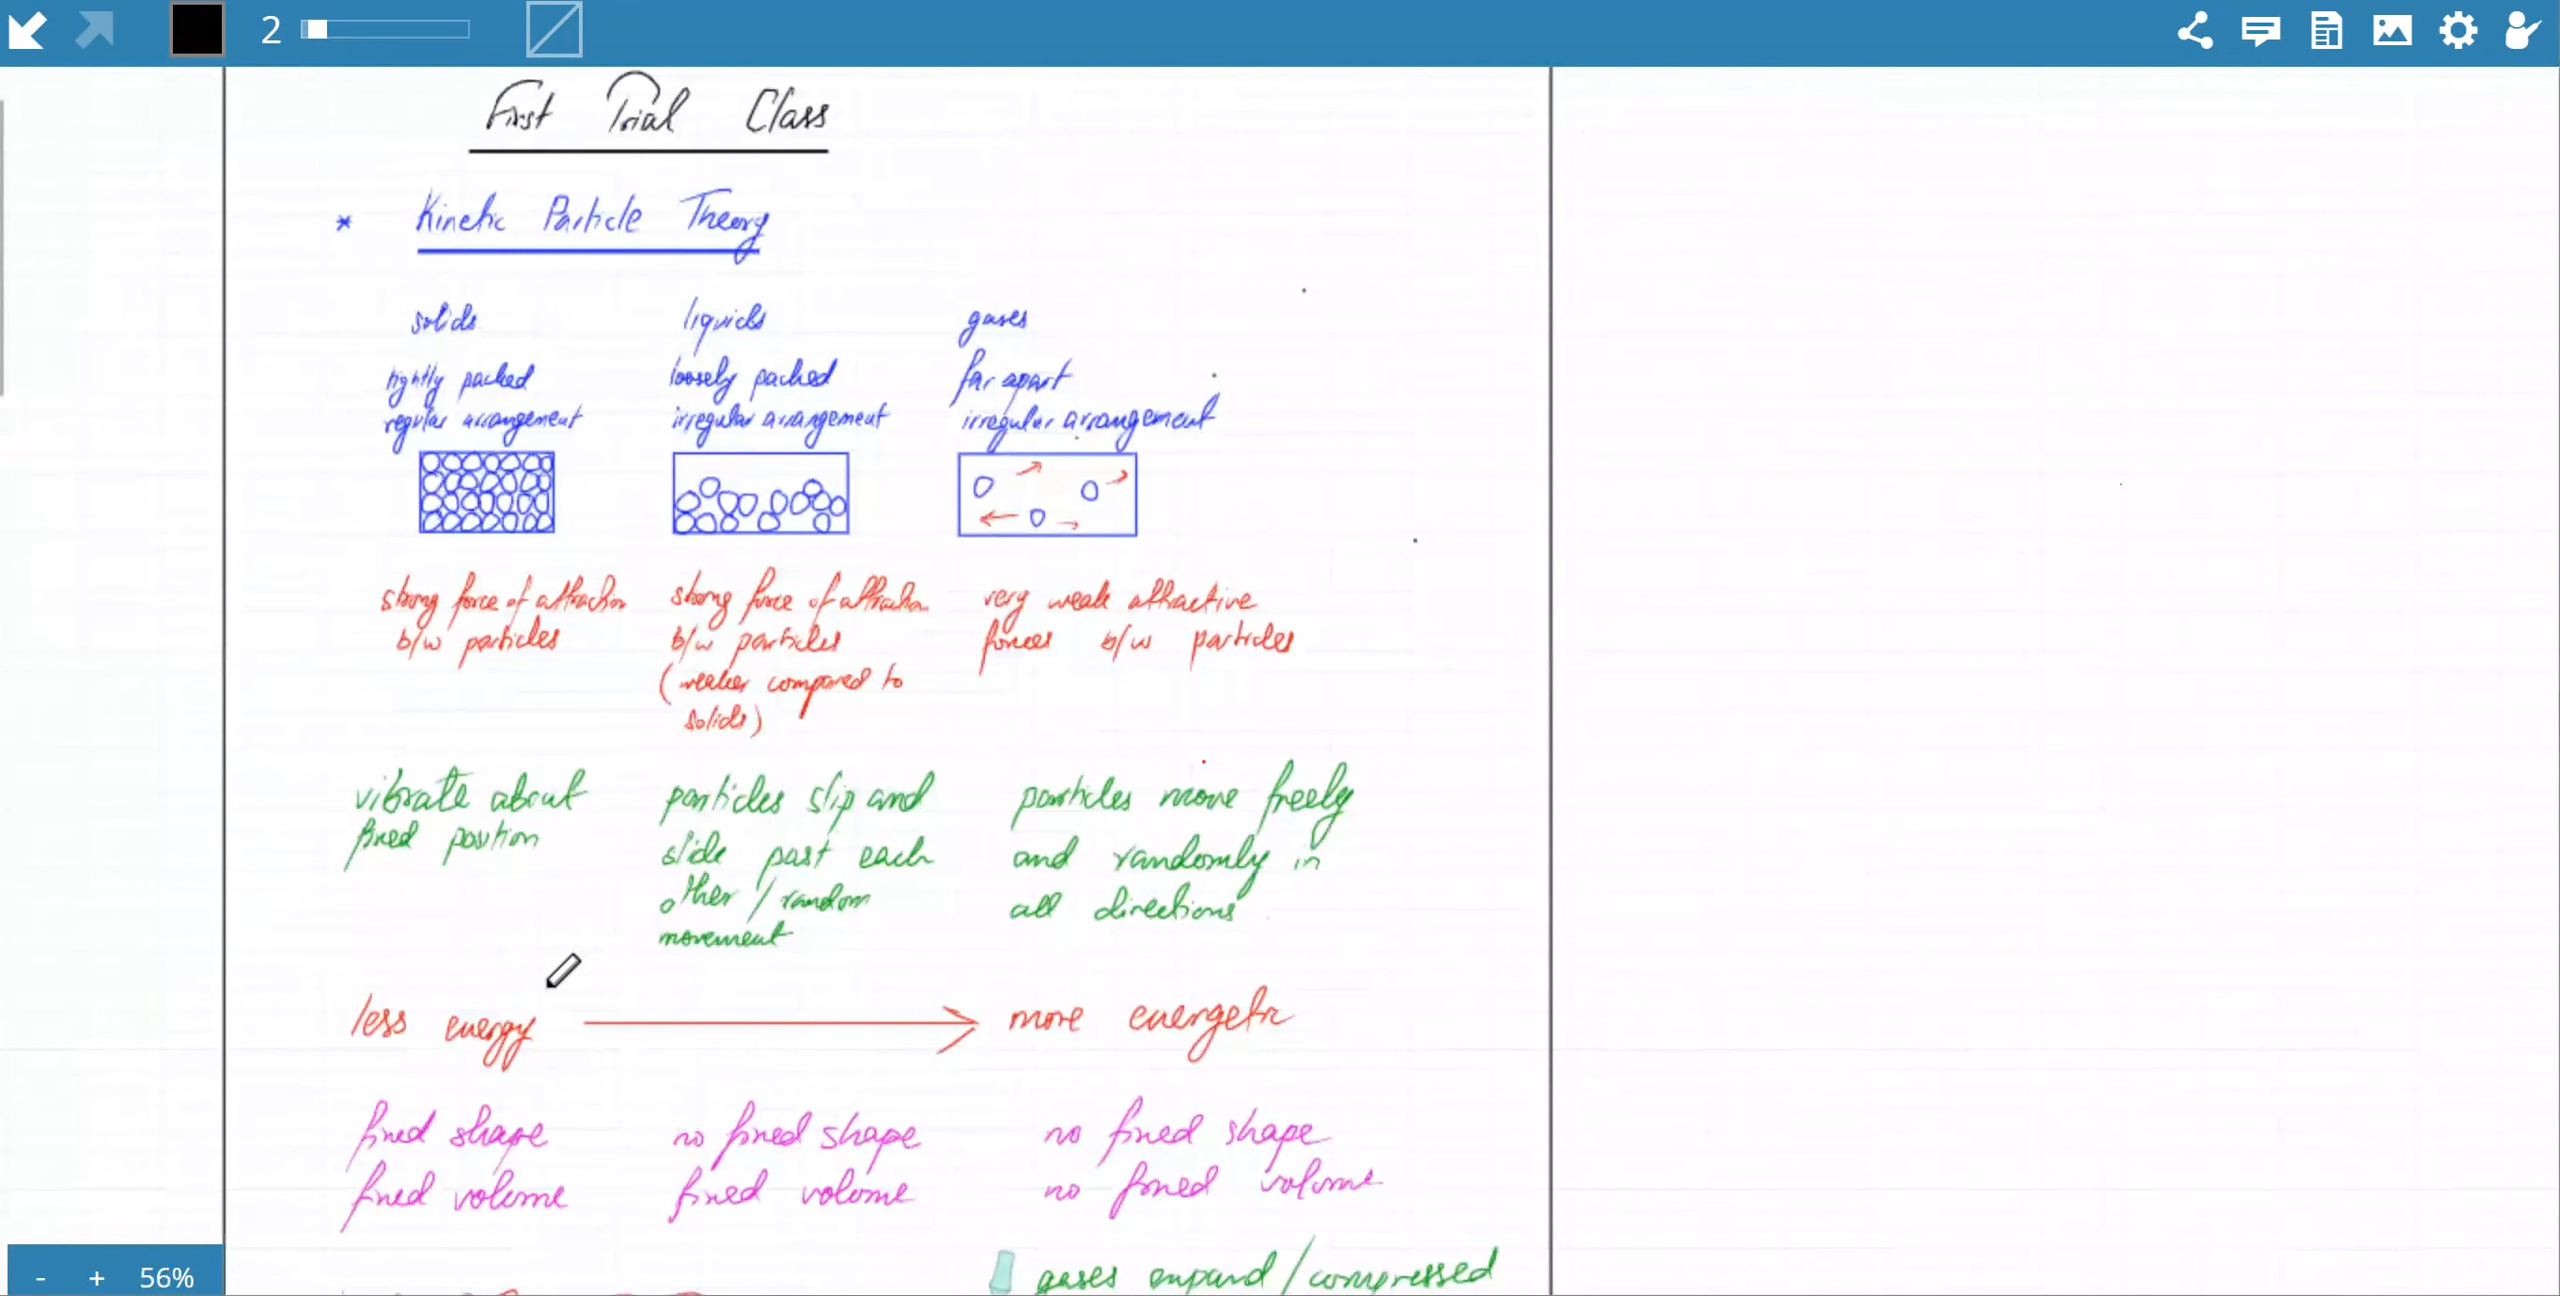 2
First Trial Class
* Kinetic Particle Theory
solids liquids gases
tightly packed loosely packed far apart
regular arrangement irregular arrangement irregular arrangement
strong force of attraction strong force of attraction very weak attractive
b/w particles b/w particles forces b/w particles
(weaker compared to
solids)
vibrate about particles slip and particles move freely
fixed position slide past each and randomly in
other / random all directions
movement
less energy more energetic
fixed shape no fixed shape no fixed shape
fixed volume fixed volume no fixed volume
gases expand / compressed
- + 56%